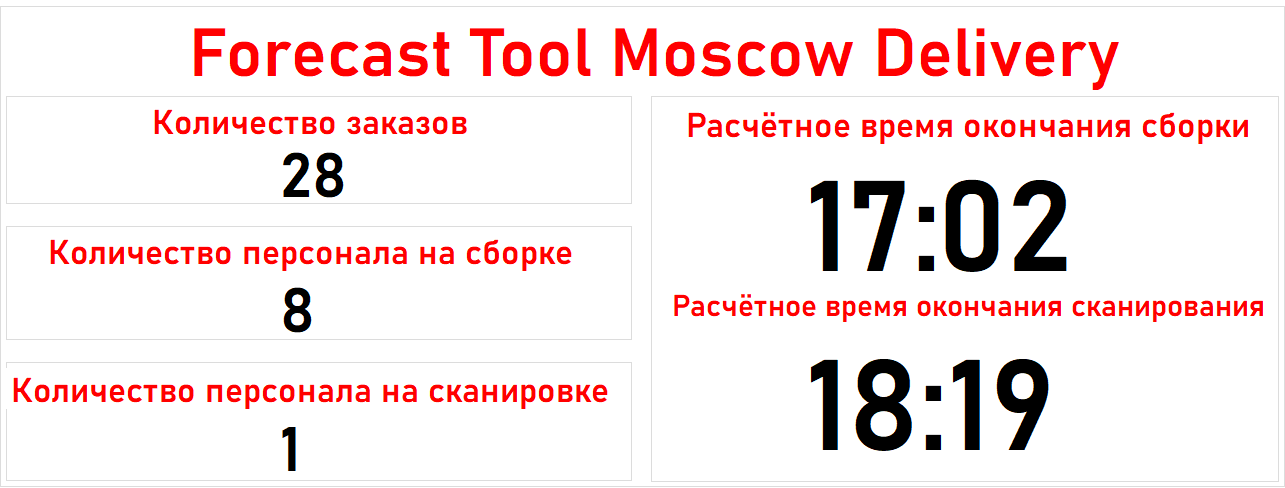 Forecast Tool Moscow Delivery
Количество заказов
28
Количество персонала на сборке
8
Количество персонала на сканировке
1
Расчётное время окончания сборки
17:02
Расчётное время окончания сканирования
18:19